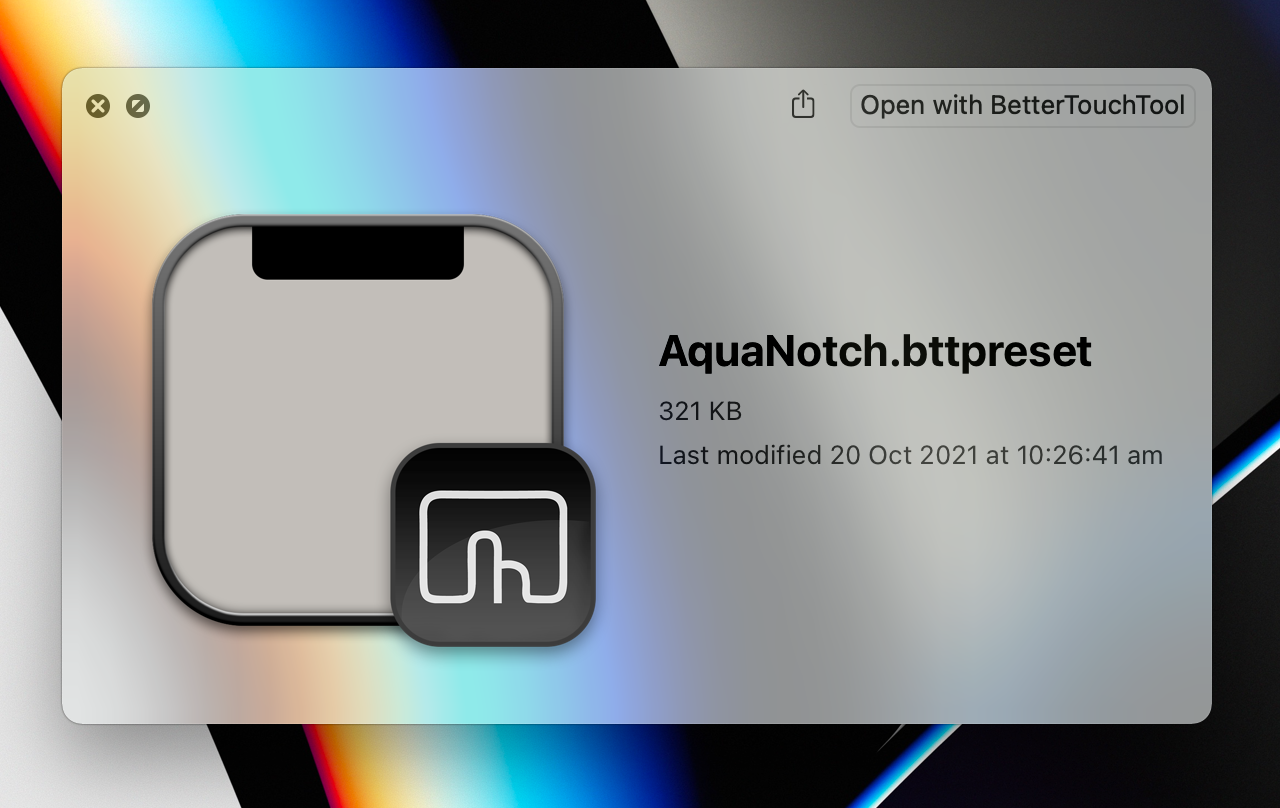 Open with BetterTouchTool
AquaNotch.bttpreset
321 KB
Last modified 20 Oct 2021 at 10:26:41 am